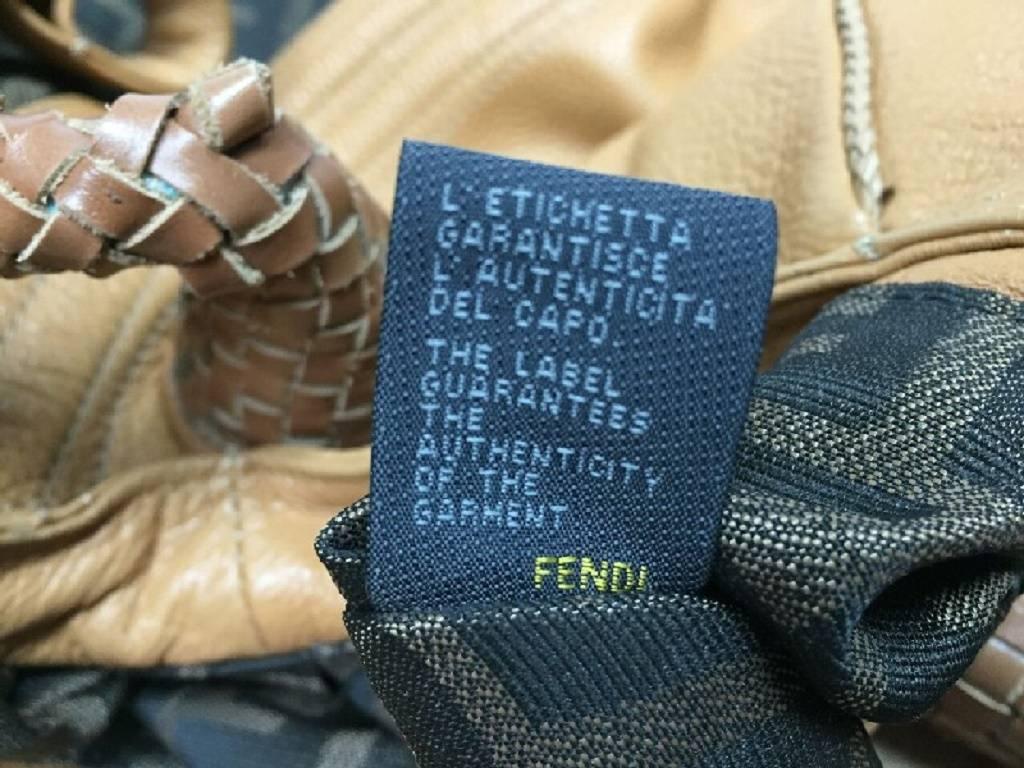 L'ETICHETTA
GARANTISCE
L'AUTENTICITA'
DEL CAPO.
THE LABEL
GUARANTEES
THE
AUTHENTICITY
OF THE
GARMENT
FENDI